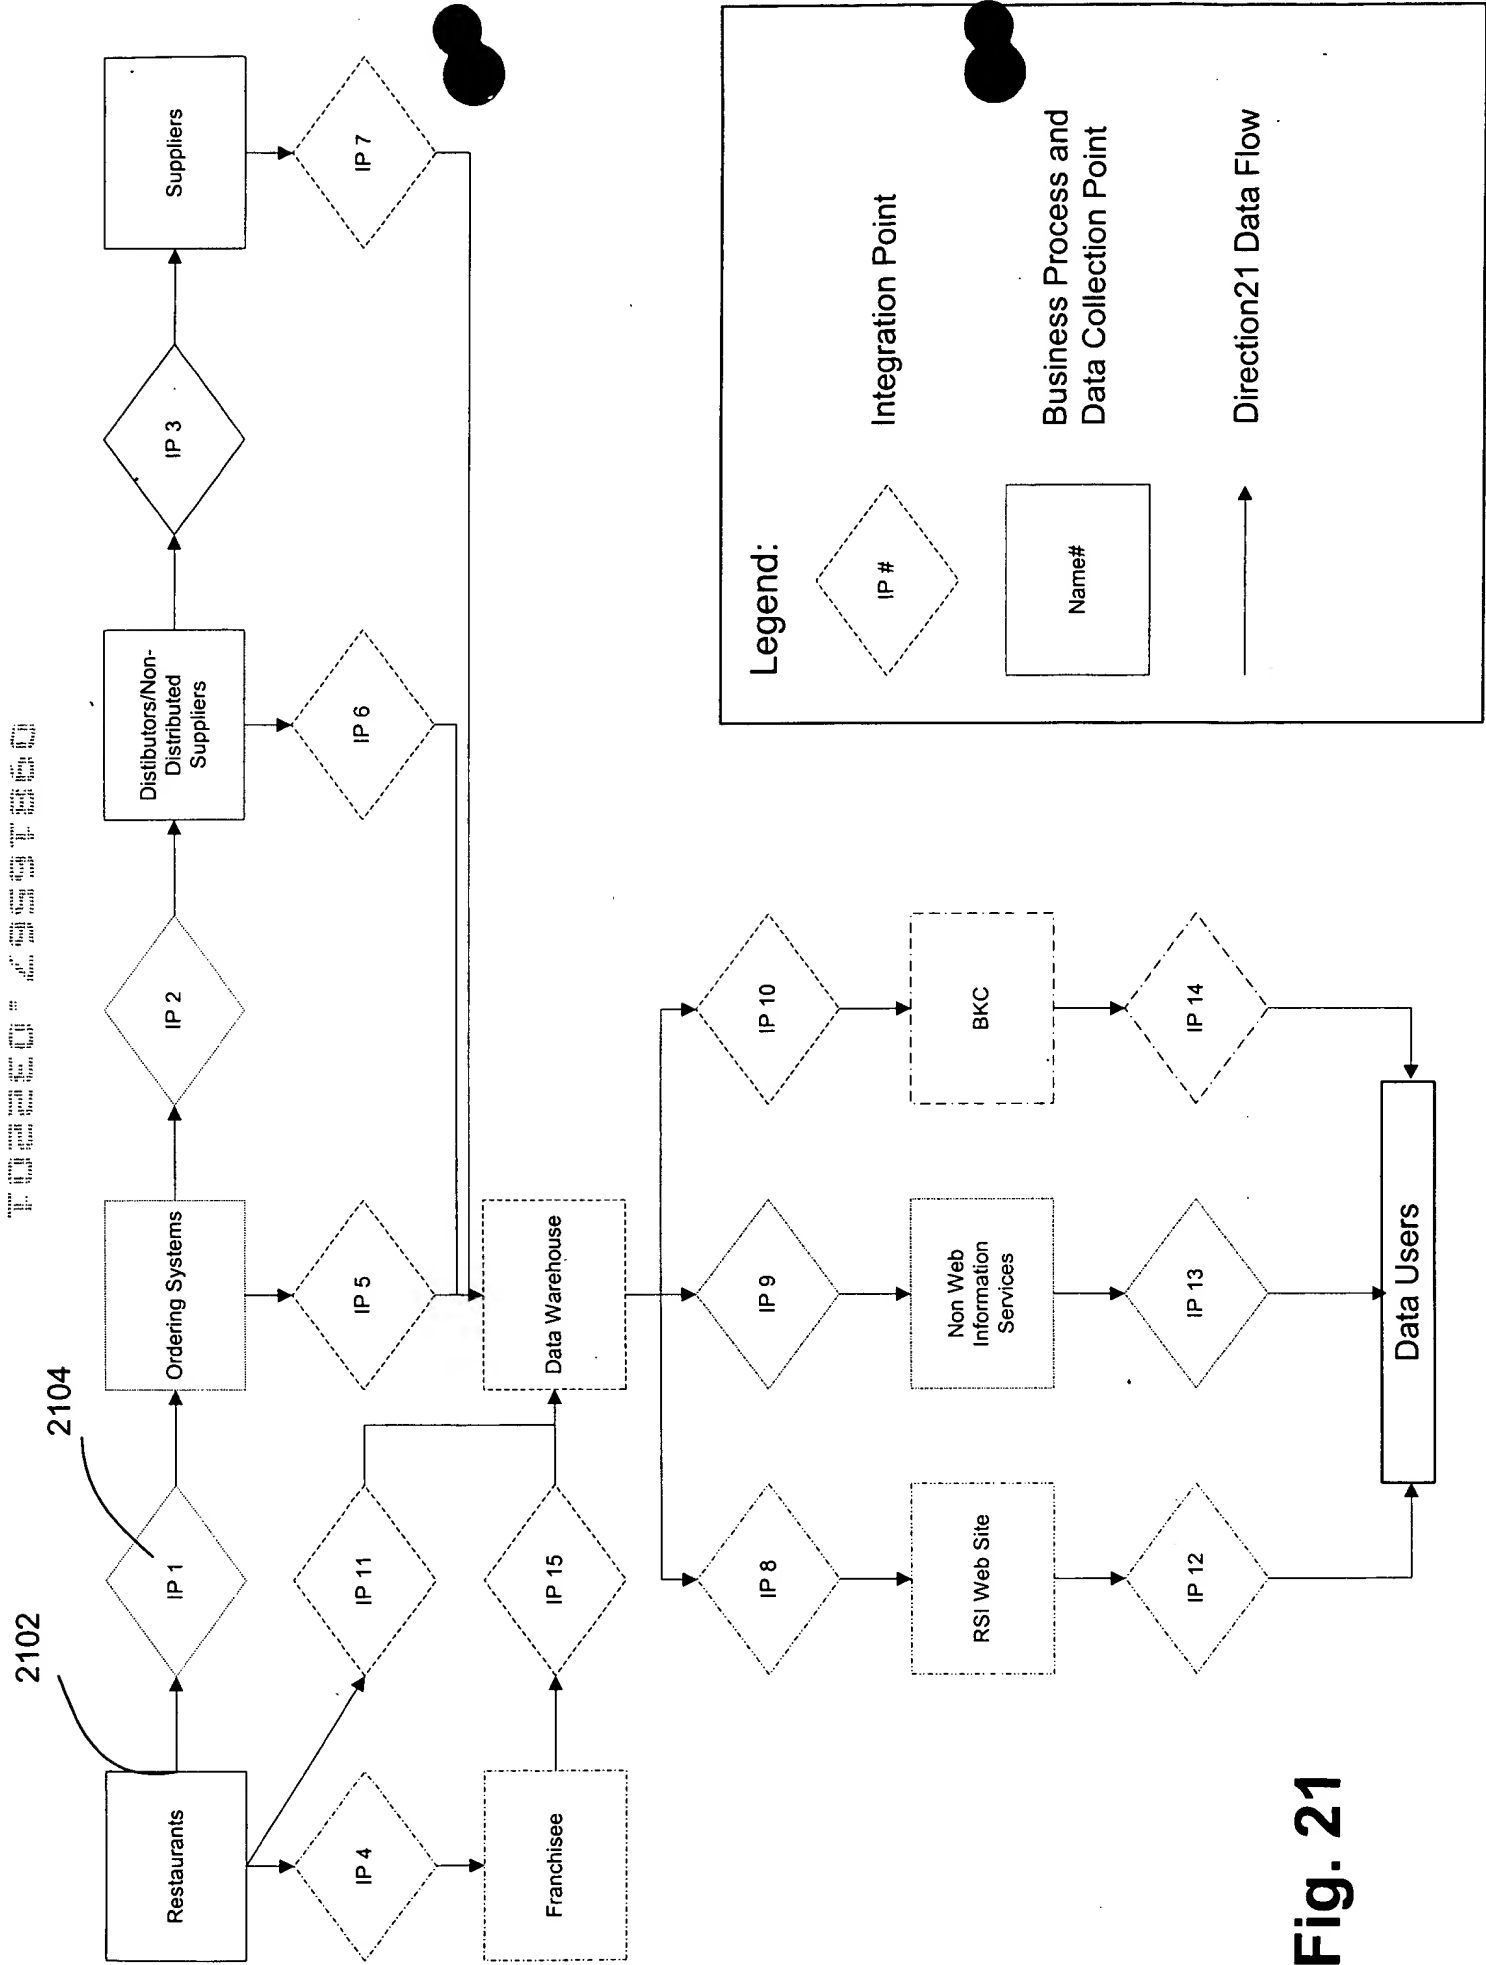 09815567.032201
2102
2104
Restaurants
IP 1
Ordering Systems
IP 2
Distibutors/Non-
Distributed
Suppliers
IP 3
Suppliers
IP 4
IP 11
IP 5
IP 6
IP 7
Franchisee
IP 15
Data Warehouse
IP 8
IP 9
IP 10
RSI Web Site
Non Web
Information
Services
BKC
IP 12
IP 13
IP 14
Data Users
Legend:
IP #
Integration Point
Name#
Business Process and
Data Collection Point
Direction21 Data Flow
Fig. 21